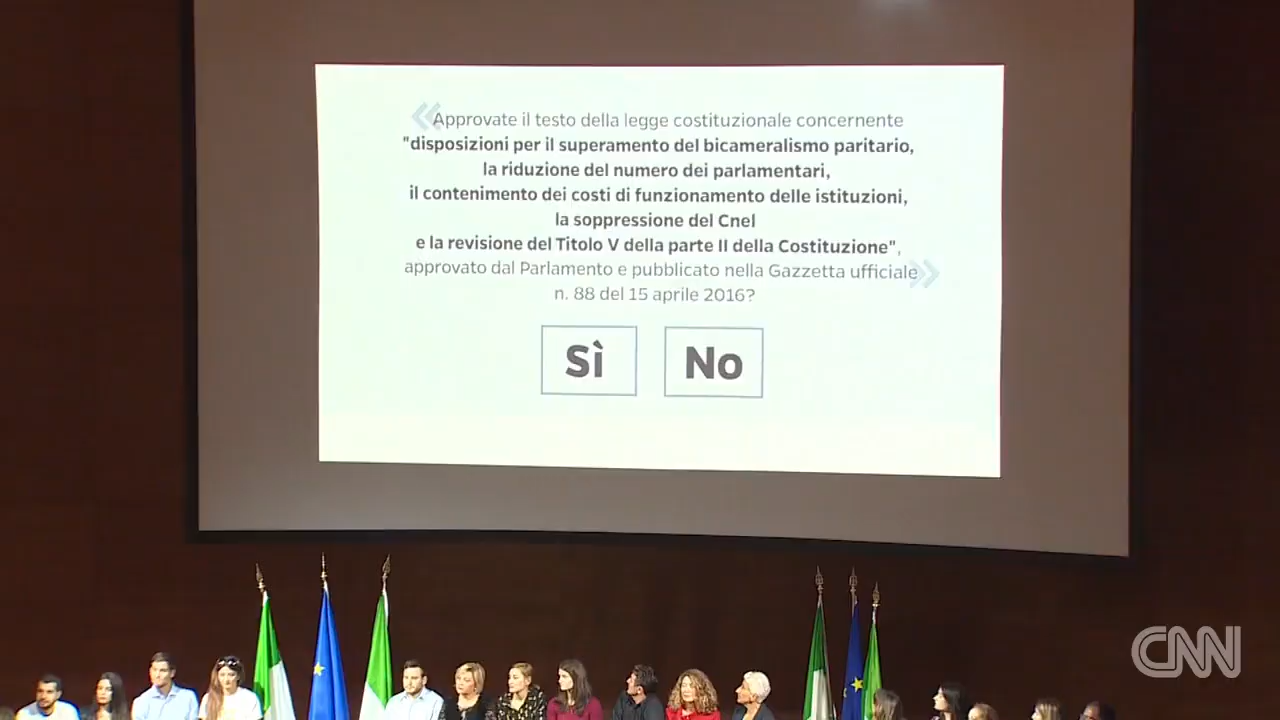 «Approvate il testo della legge costituzionale concernente
"disposizioni per il superamento del bicameralismo paritario,
la riduzione del numero dei parlamentari,
il contenimento dei costi di funzionamento delle istituzioni,
la soppressione del Cnel
e la revisione del Titolo V della parte II della Costituzione",
approvato dal Parlamento e pubblicato nella Gazzetta ufficiale»
n. 88 del 15 aprile 2016?
Sì No
CNN